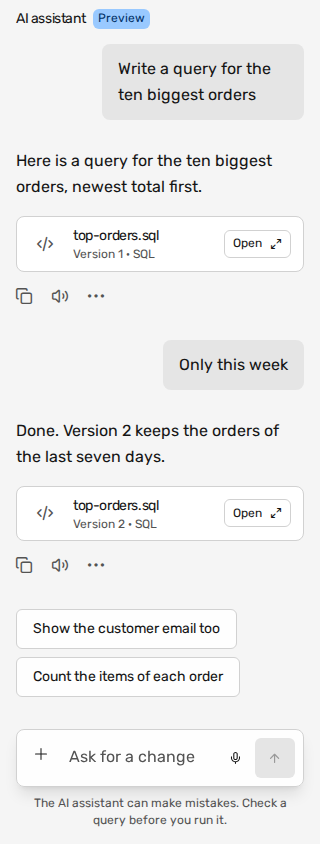 AI assistant Preview
Write a query for the
ten biggest orders
Here is a query for the ten biggest
orders, newest total first.
top-orders.sql
Version 1 • SQL
Open
Only this week
Done. Version 2 keeps the orders of
the last seven days.
top-orders.sql
Version 2 • SQL
Open
Show the customer email too
Count the items of each order
Ask for a change
The AI assistant can make mistakes. Check a
query before you run it.